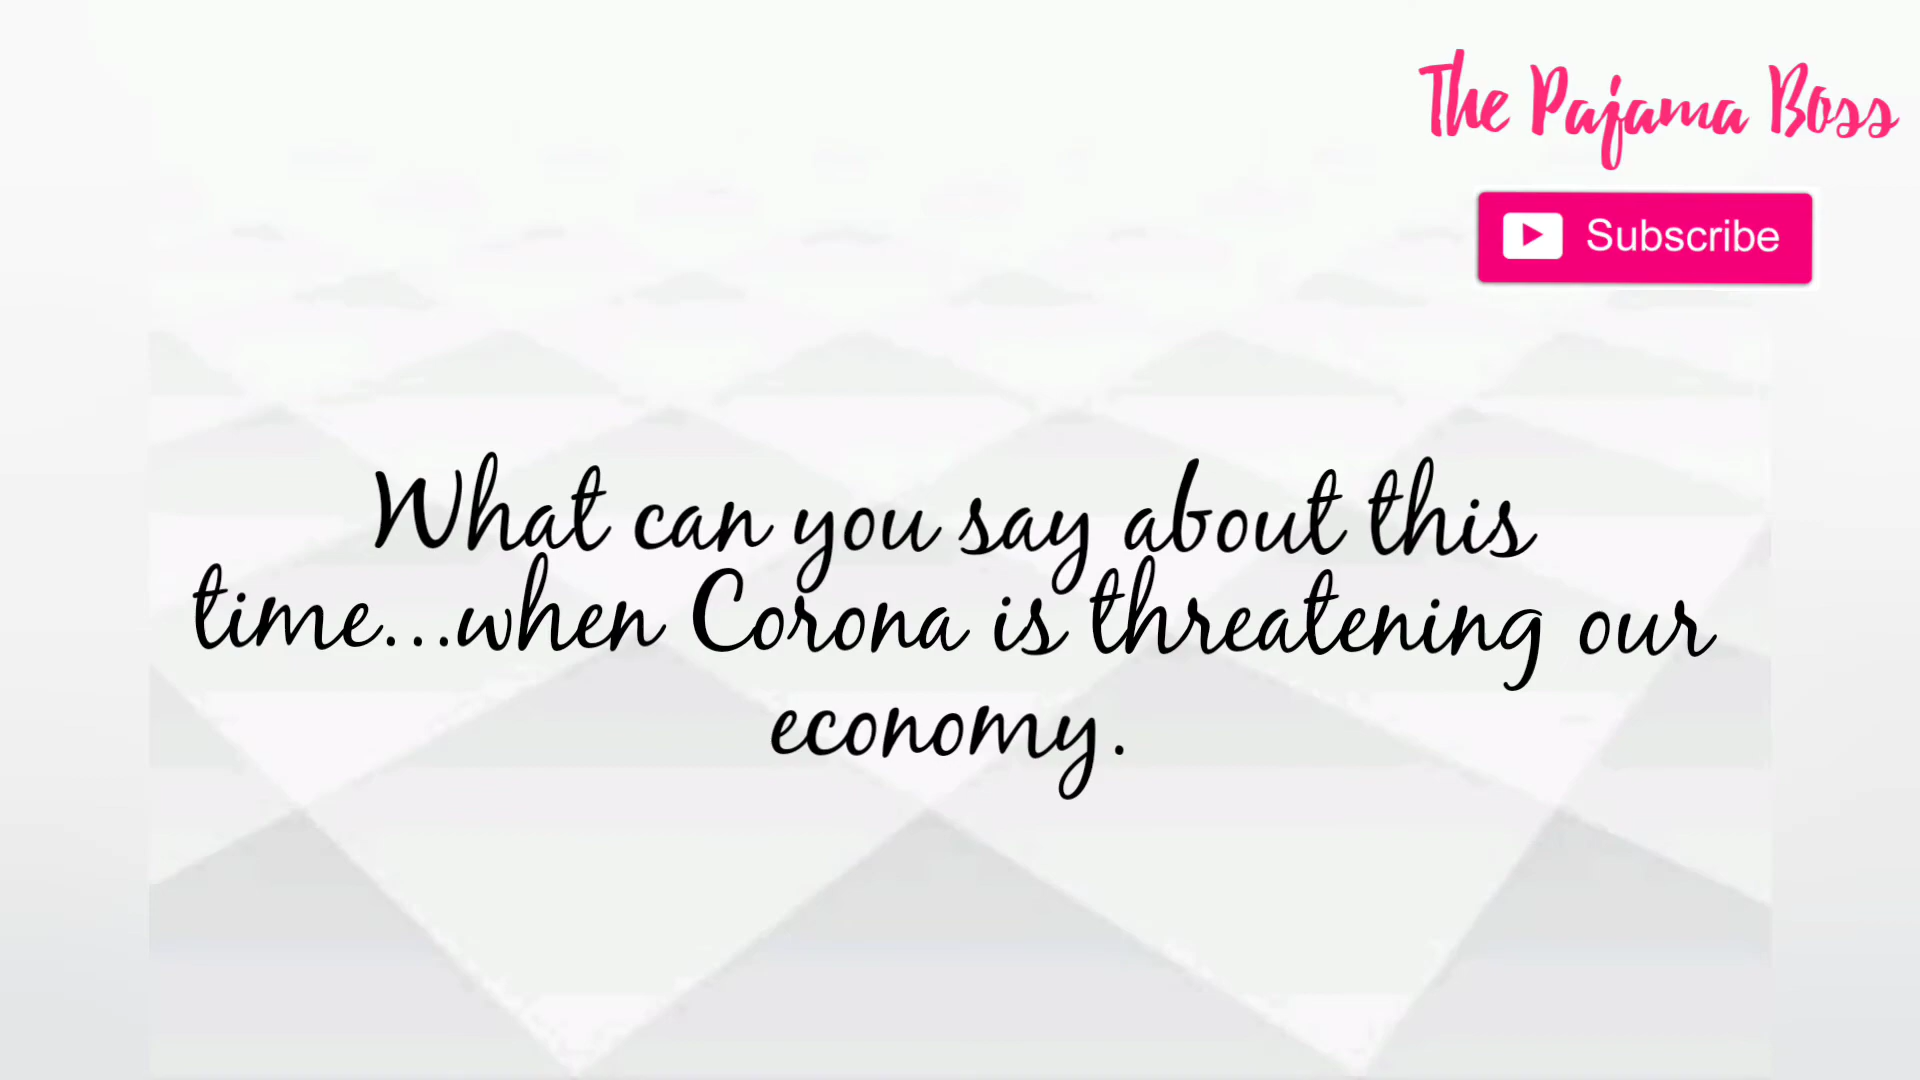 The Pajama Boss
Subscribe
What can you say about this
time...when Corona is threatening our
economy.